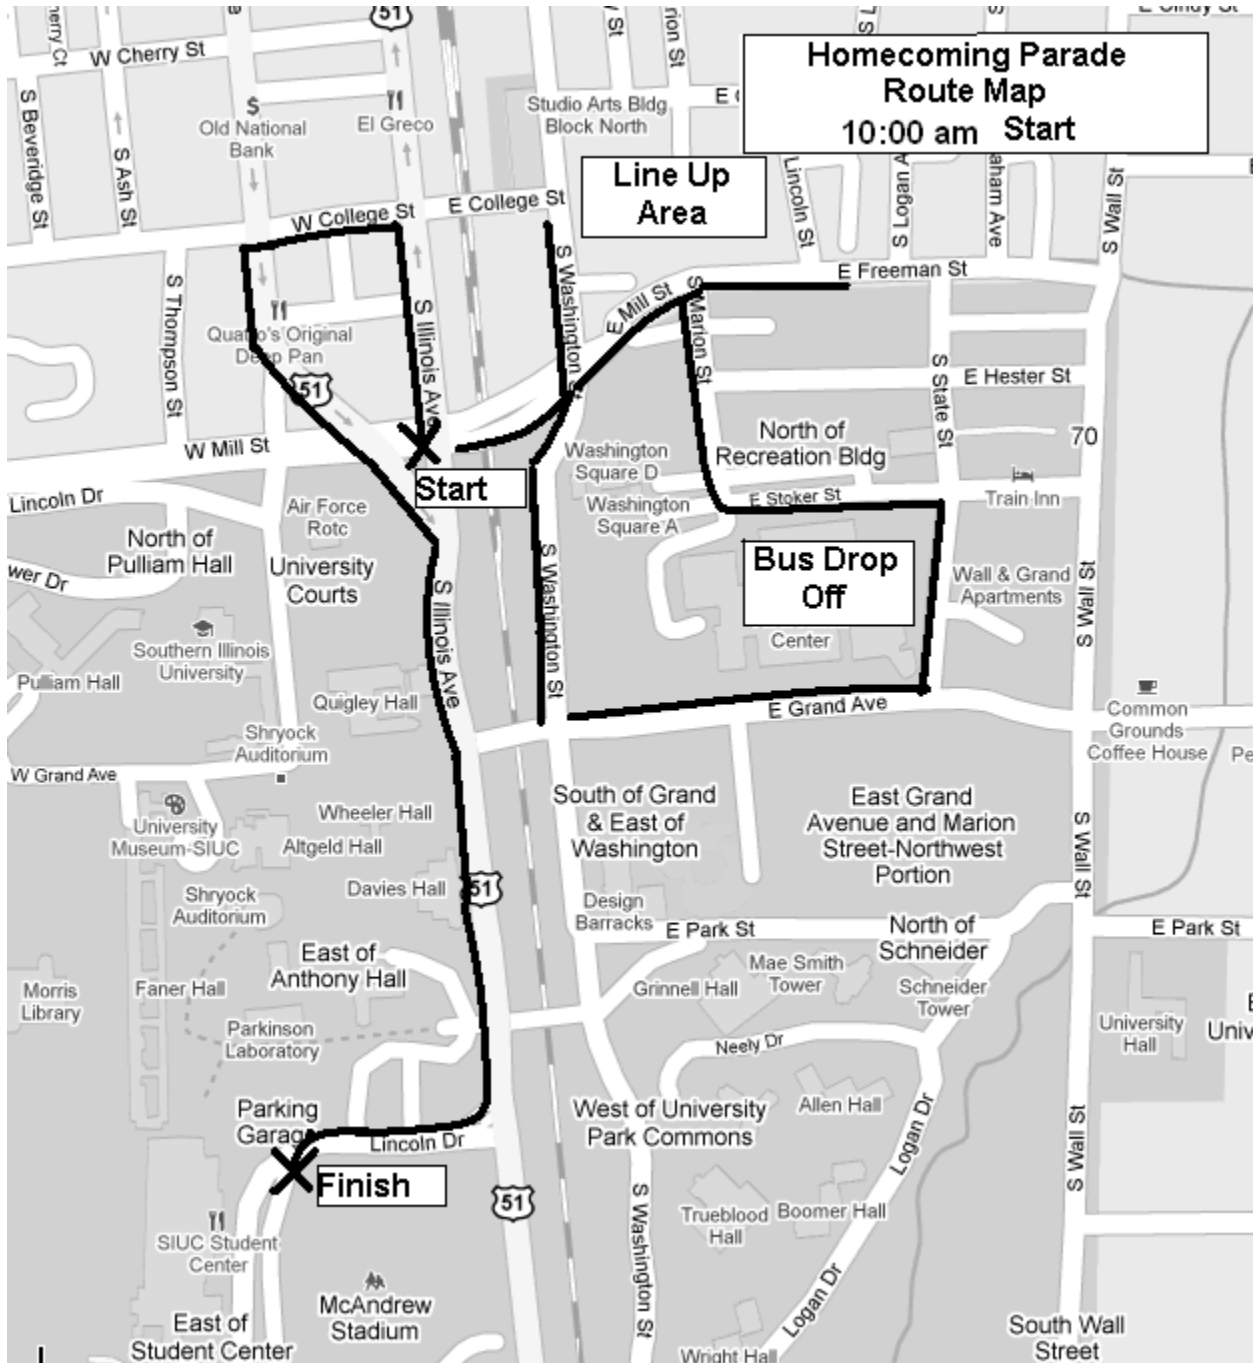 51
E Cindy St
W Cherry St
S Beveridge St
S Ash St
Old National
Bank
El Greco
Studio Arts Bldg
Block North
Homecoming Parade
Route Map
10:00 am Start
Line Up
Area
W College St
E College St
Lincoln St
S Wall St
E Freeman St
S Thompson St
S Illinois Ave
S Washington St
E Mill St
S Marion St
Quatro's Original
Deep Pan
51
S State St
E Hester St
70
W Mill St
Washington
Square D
North of
Recreation Bldg
Start
Washington
Square A
E Stoker St
Train Inn
Lincoln Dr
Air Force
Rotc
North of
Pulliam Hall
University
Courts
S Illinois Ave
S Washington St
Bus Drop
Off
Center
Wall & Grand
Apartments
S Wall St
Southern Illinois
University
Pulliam Hall
Quigley Hall
E Grand Ave
Shryock
Auditorium
Common
Grounds
Coffee House
W Grand Ave
University
Museum-SIUC
Wheeler Hall
Altgeld Hall
South of Grand
& East of
Washington
East Grand
Avenue and Marion
Street-Northwest
Portion
S Wall St
Davies Hall
51
Shryock
Auditorium
Design
Barracks
E Park St
North of
Schneider
E Park St
East of
Anthony Hall
Morris
Library
Faner Hall
Grinnell Hall
Mae Smith
Tower
Schneider
Tower
Parkinson
Laboratory
Neely Dr
University
Hall
Parking
Garage
Lincoln Dr
West of University
Park Commons
Allen Hall
Logan Dr
S Wall St
Finish
51
S Washington St
Trueblood
Hall
Boomer Hall
SIUC Student
Center
McAndrew
Stadium
Logan Dr
East of
Student Center
South Wall
Street
Wright Hall